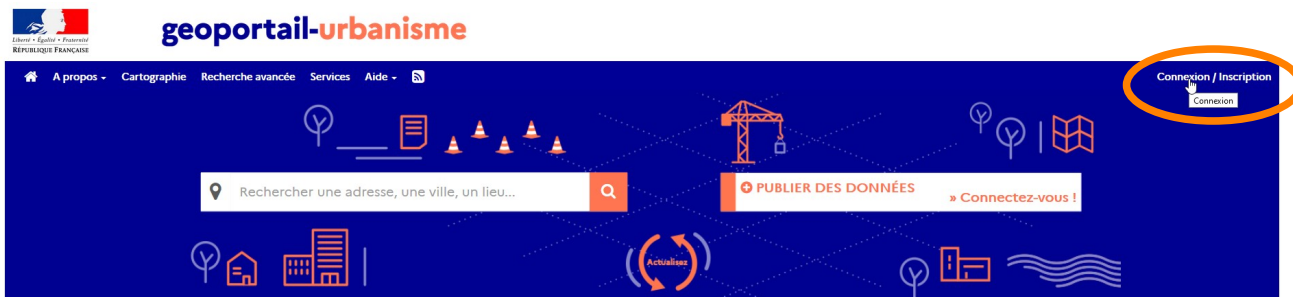 Liberté • Égalité • Fraternité
RÉPUBLIQUE FRANÇAISE
geoportail-urbanisme
A propos Cartographie Recherche avancée Services Aide Connexion / Inscription
Connexion
Rechercher une adresse, une ville, un lieu...
PUBLIER DES DONNÉES
» Connectez-vous !
Actualisez